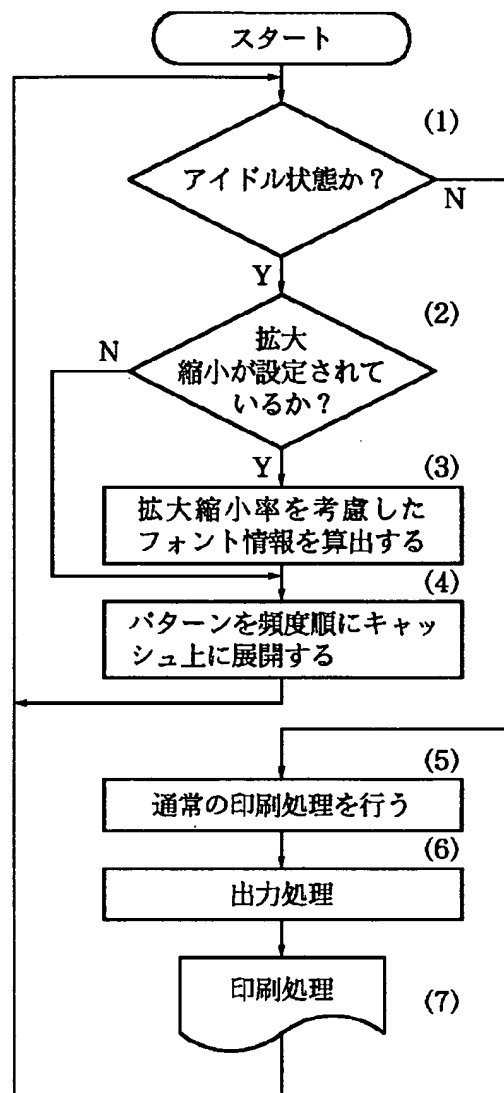 スタート
(1)
アイドル状態か？
N
Y
(2)
N
拡大
縮小が設定されて
いるか？
Y
(3)
拡大縮小率を考慮した
フォント情報を算出する
(4)
パターンを頻度順にキャッ
シュ上に展開する
(5)
通常の印刷処理を行う
(6)
出力処理
印刷処理
(7)